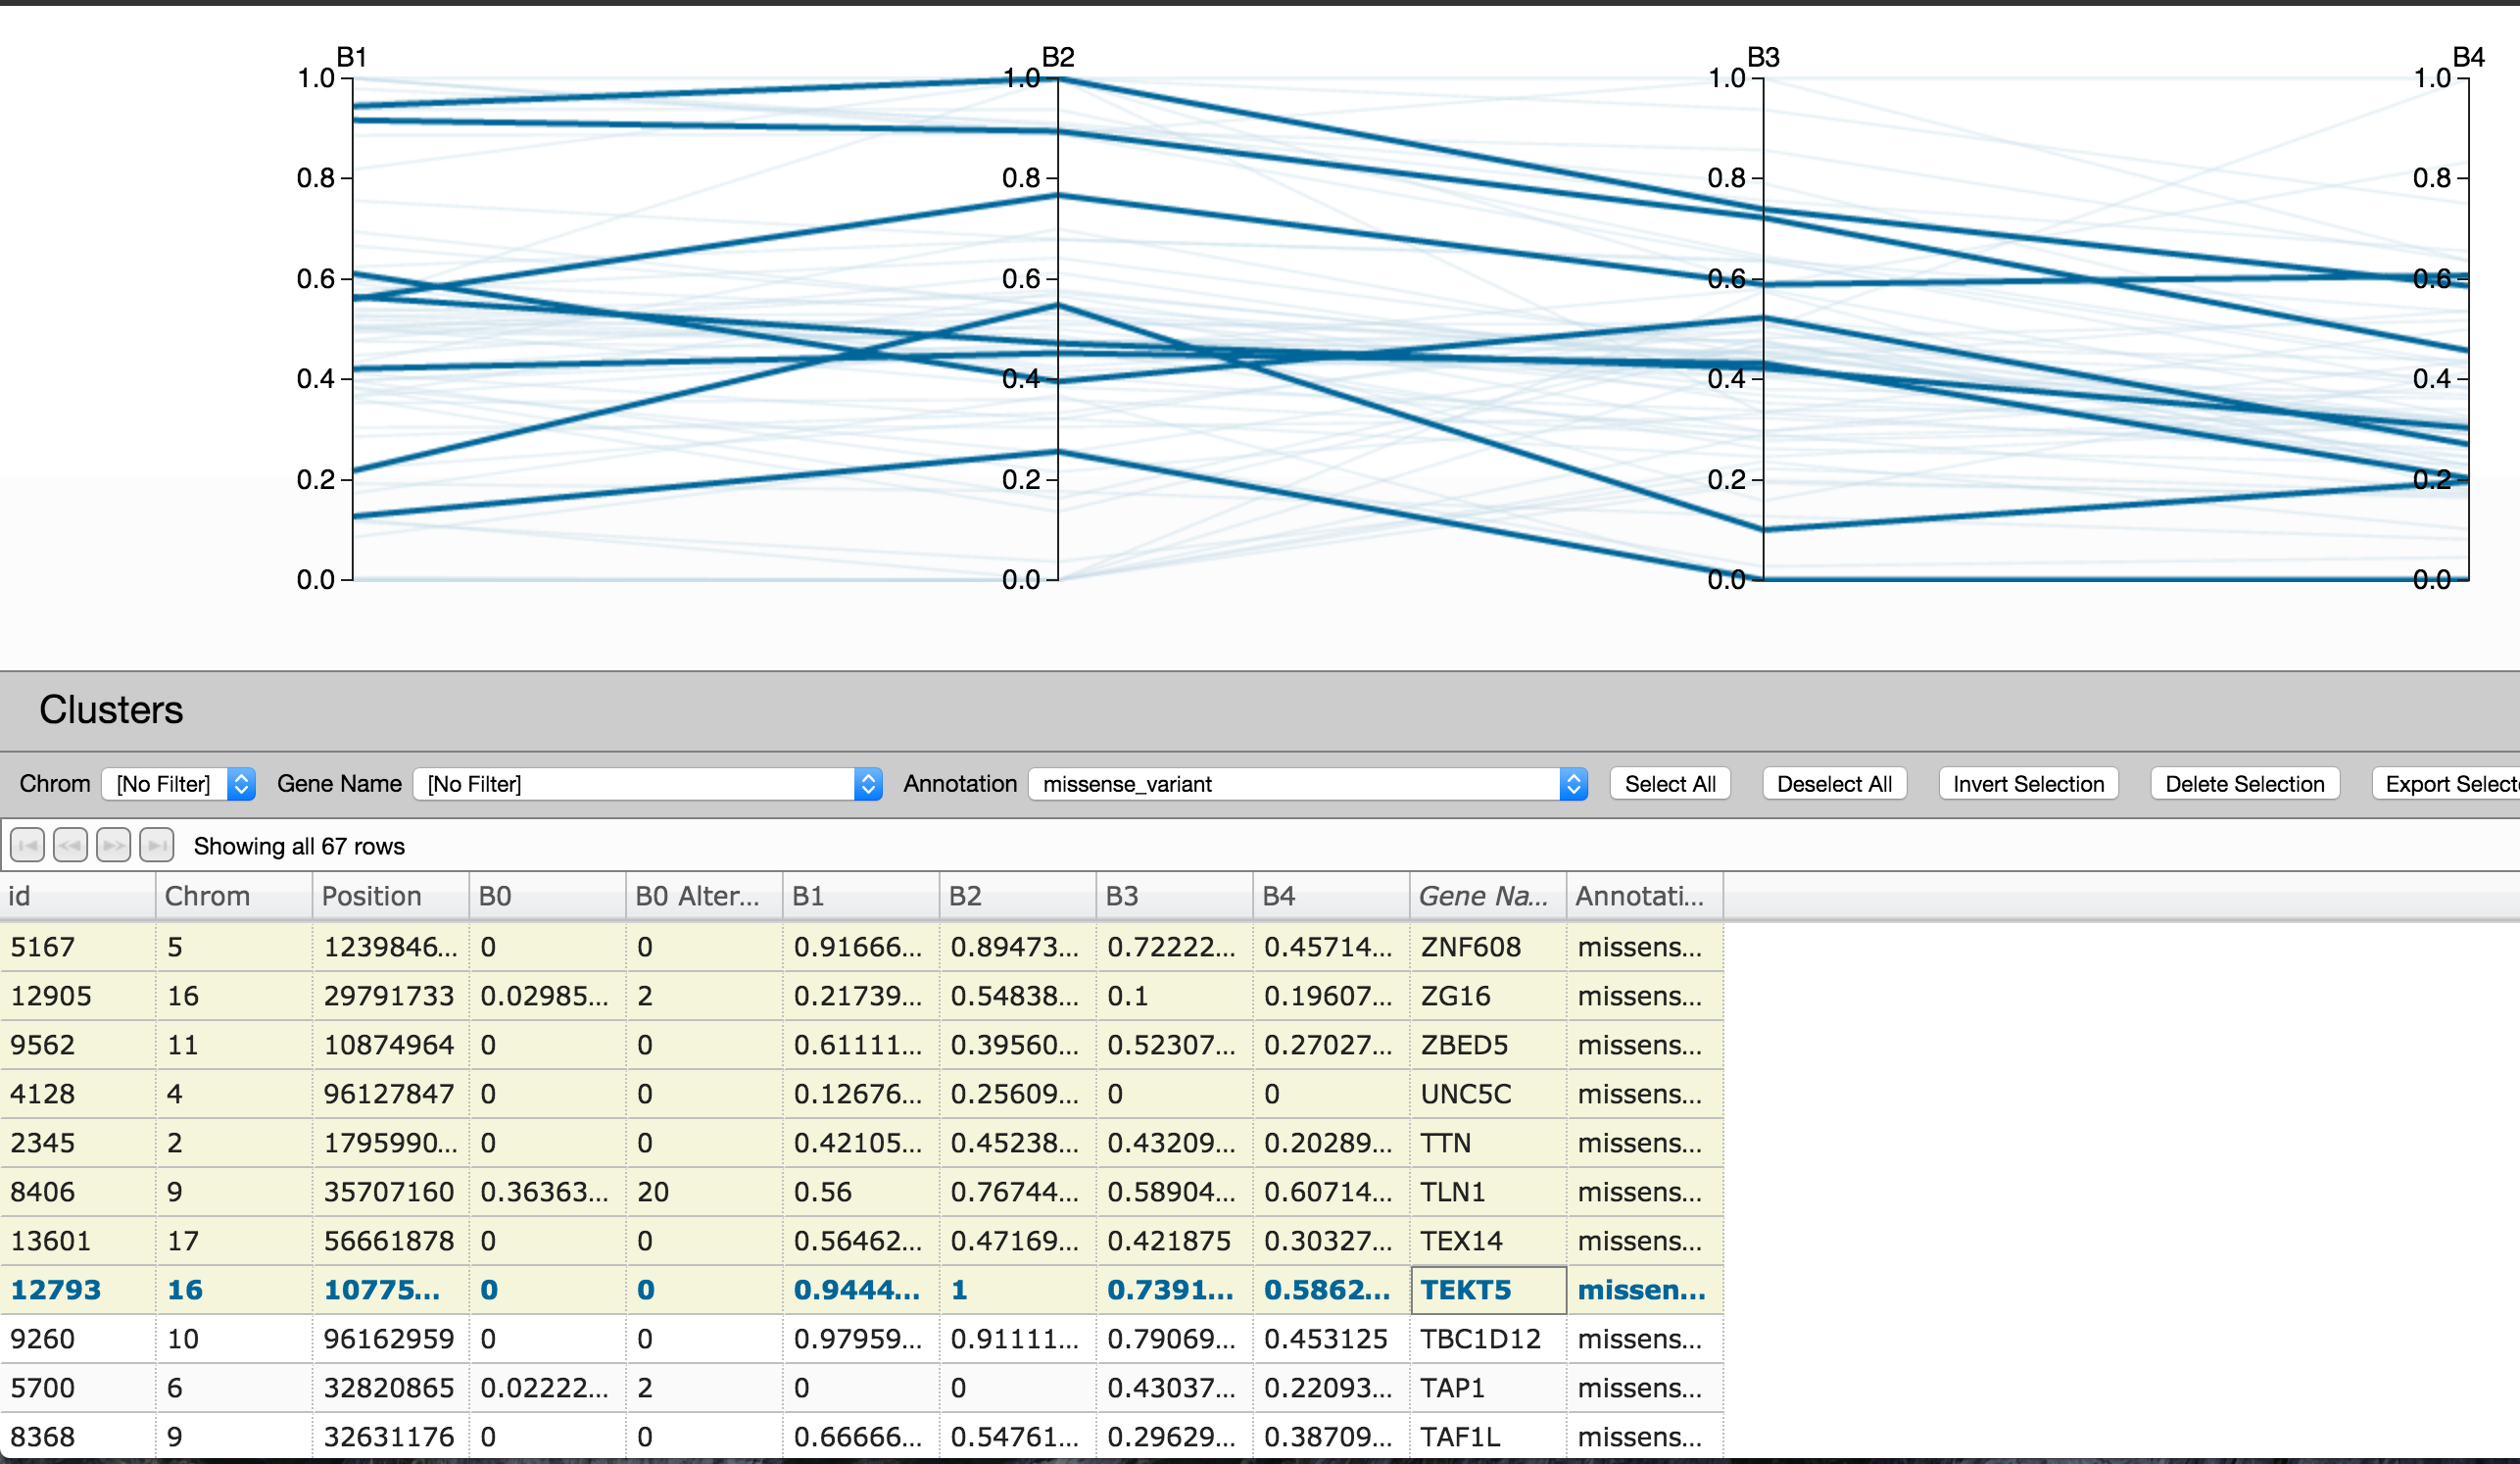 B1 B2 B3 B4
1.0 1.0 1.0 1.0
0.8 0.8 0.8 0.8
0.6 0.6 0.6 0.6
0.4 0.4 0.4 0.4
0.2 0.2 0.2 0.2
0.0 0.0 0.0 0.0
Clusters
Chrom [No Filter] Gene Name [No Filter] Annotation missense_variant Select All Deselect All Invert Selection Delete Selection Export Select
Showing all 67 rows
id Chrom Position B0 B0 Alter... B1 B2 B3 B4 Gene Na... Annotati...
5167 5 1239846... 0 0 0.91666... 0.89473... 0.72222... 0.45714... ZNF608 missens...
12905 16 29791733 0.02985... 2 0.21739... 0.54838... 0.1 0.19607... ZG16 missens...
9562 11 10874964 0 0 0.61111... 0.39560... 0.52307... 0.27027... ZBED5 missens...
4128 4 96127847 0 0 0.12676... 0.25609... 0 0 UNC5C missens...
2345 2 1795990... 0 0 0.42105... 0.45238... 0.43209... 0.20289... TTN missens...
8406 9 35707160 0.36363... 20 0.56 0.76744... 0.58904... 0.60714... TLN1 missens...
13601 17 56661878 0 0 0.56462... 0.47169... 0.421875 0.30327... TEX14 missens...
12793 16 10775... 0 0 0.9444... 1 0.7391... 0.5862... TEKT5 missen...
9260 10 96162959 0 0 0.97959... 0.91111... 0.79069... 0.453125 TBC1D12 missens...
5700 6 32820865 0.02222... 2 0 0 0.43037... 0.22093... TAP1 missens...
8368 9 32631176 0 0 0.66666... 0.54761... 0.29629... 0.38709... TAF1L missens...